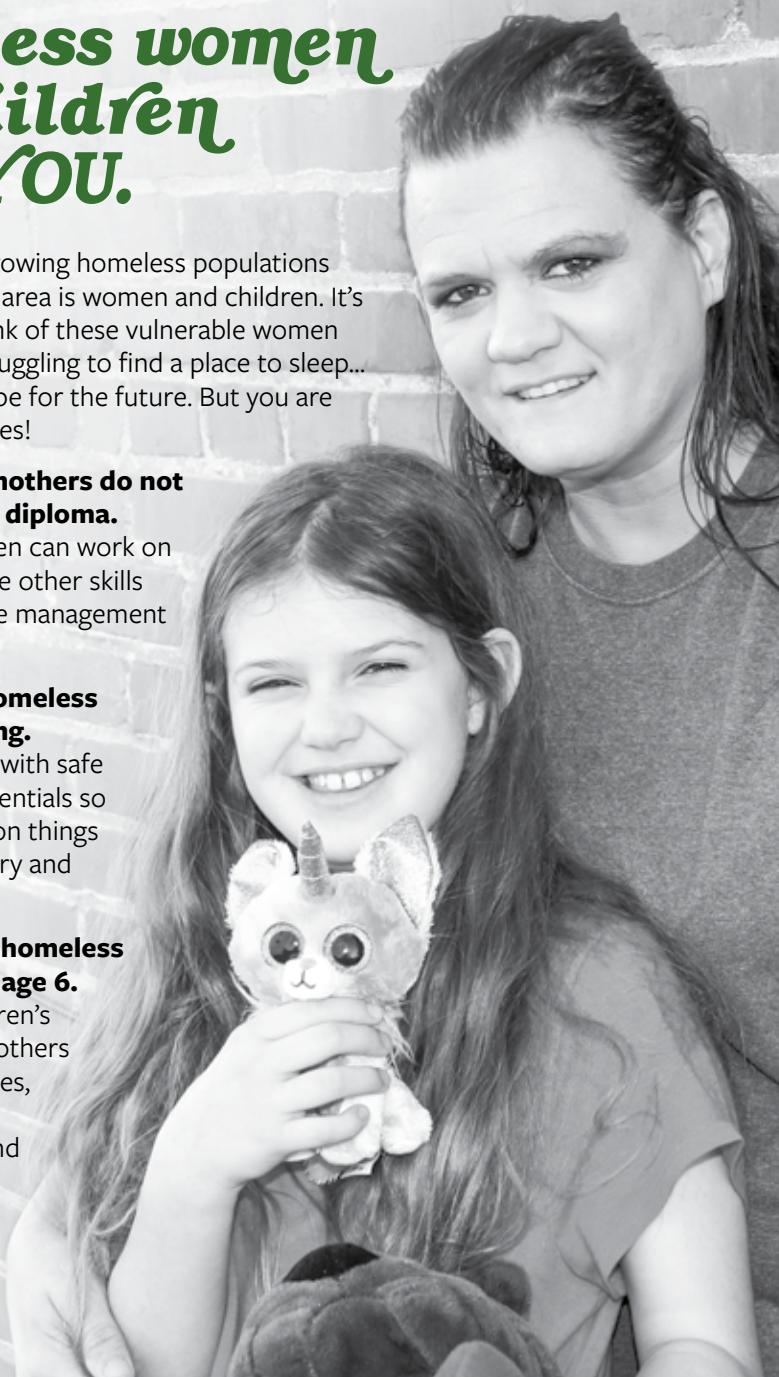 ess women
ildren
YOU.
owing homeless populations
area is women and children. It’s
nk of these vulnerable women
uggling to find a place to sleep...
pe for the future. But you are
es!
mothers do not
diploma.
en can work on
e other skills
e management
omeless
ng.
with safe
entials so
on things
ry and
homeless
age 6.
ren’s
others
es,
nd